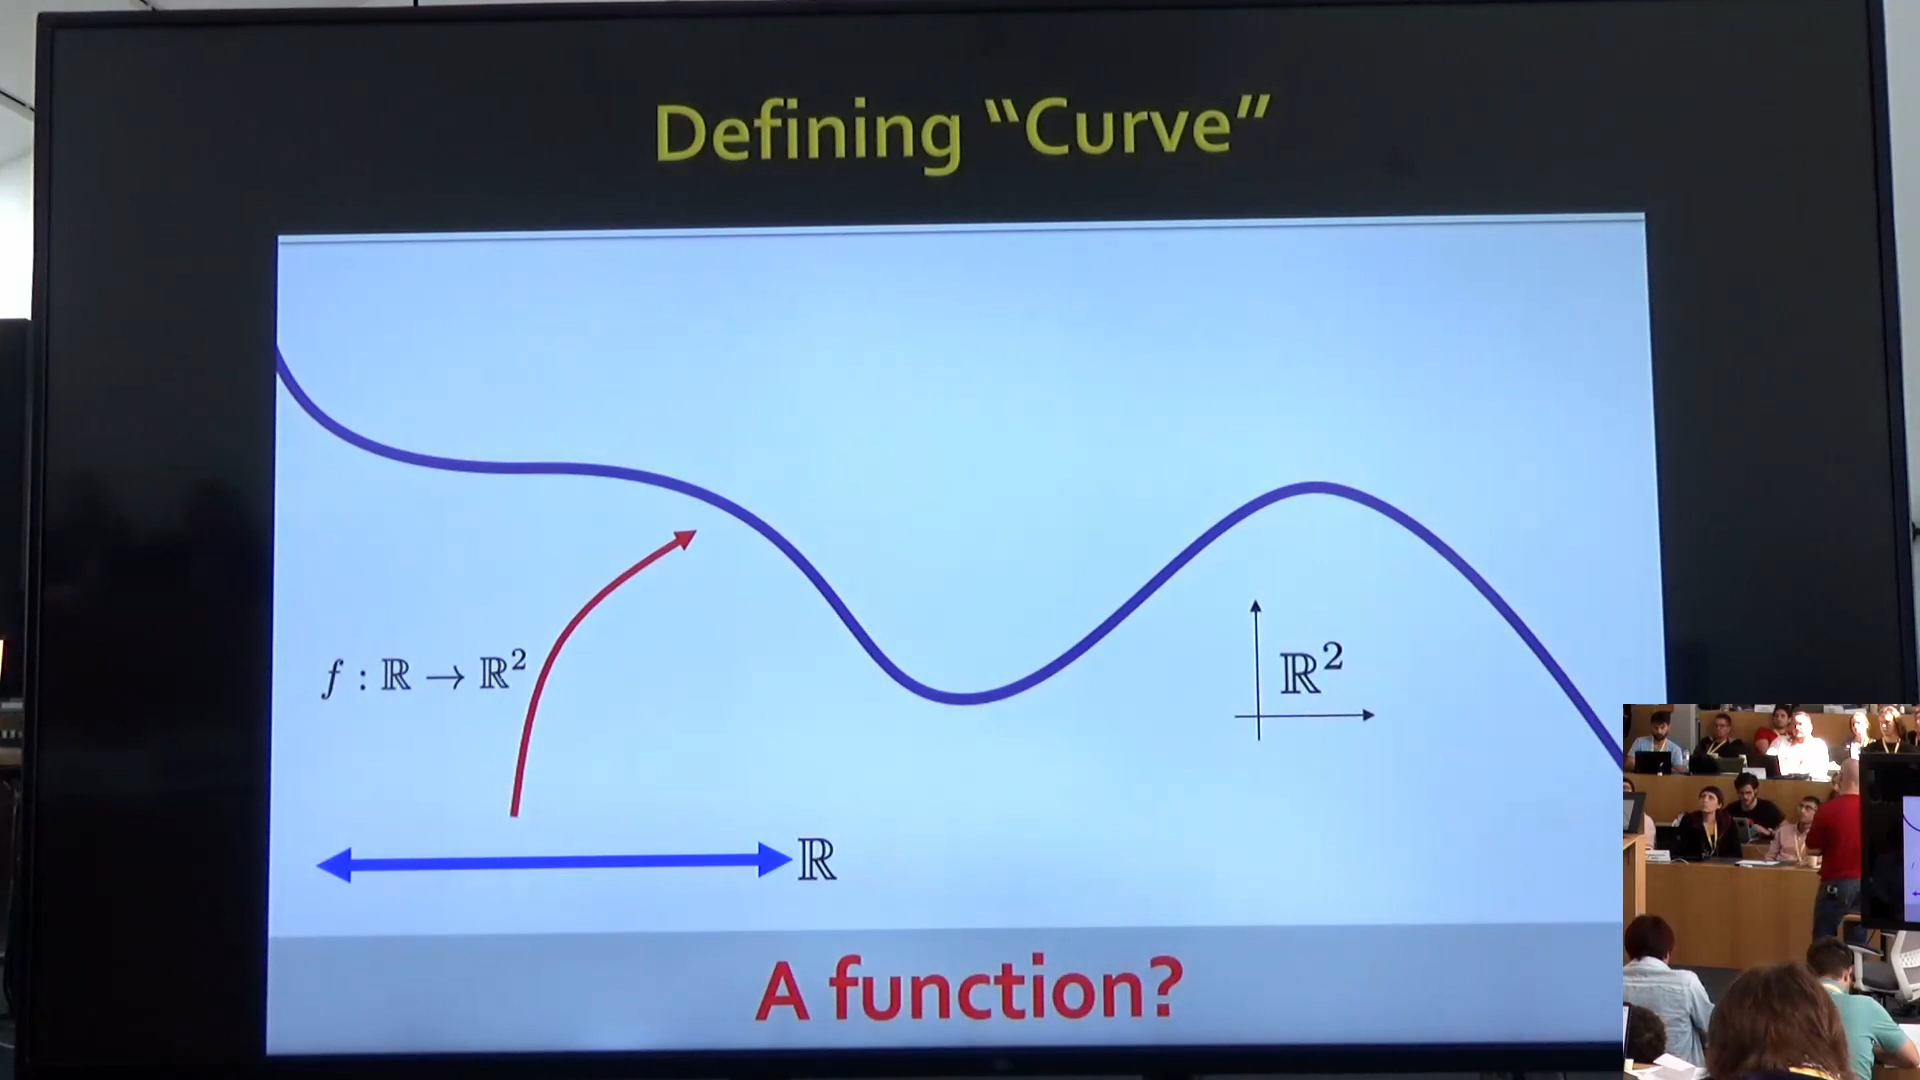 Defining “Curve”
f : ℝ → ℝ²
ℝ²
ℝ
A function?